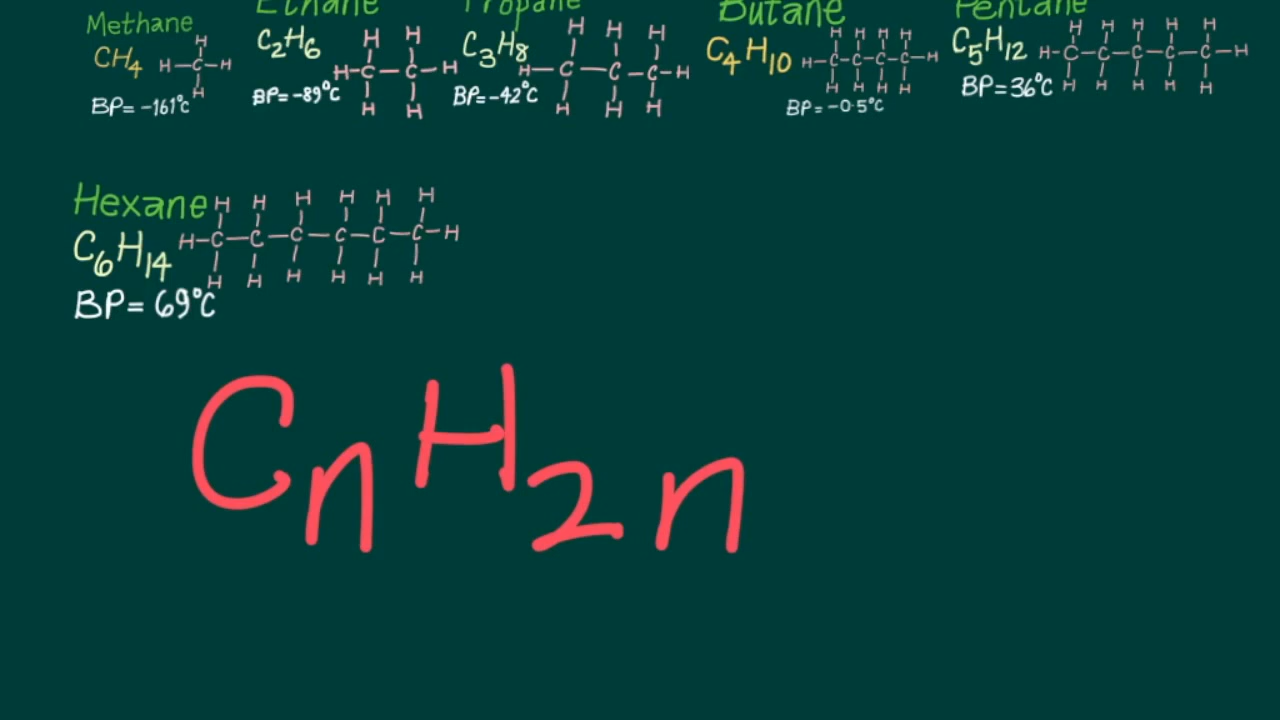 Methane
CH4
H
H-C-H
H
BP= -161°c
Ethane
C2H6
H H
H-C-C-H
H H
BP= -89°C
Propane
C3H8
H H H
H-C-C-C-H
H H H
BP= -42°C
Butane
C4H10
H H H H
H-C-C-C-C-H
H H H H
BP= -0.5°C
Pentane
C5H12
H H H H H
H-C-C-C-C-C-H
H H H H H
BP= 36°C
Hexane
C6H14
H H H H H H
H-C-C-C-C-C-C-H
H H H H H H
BP= 69°C
CnH2n